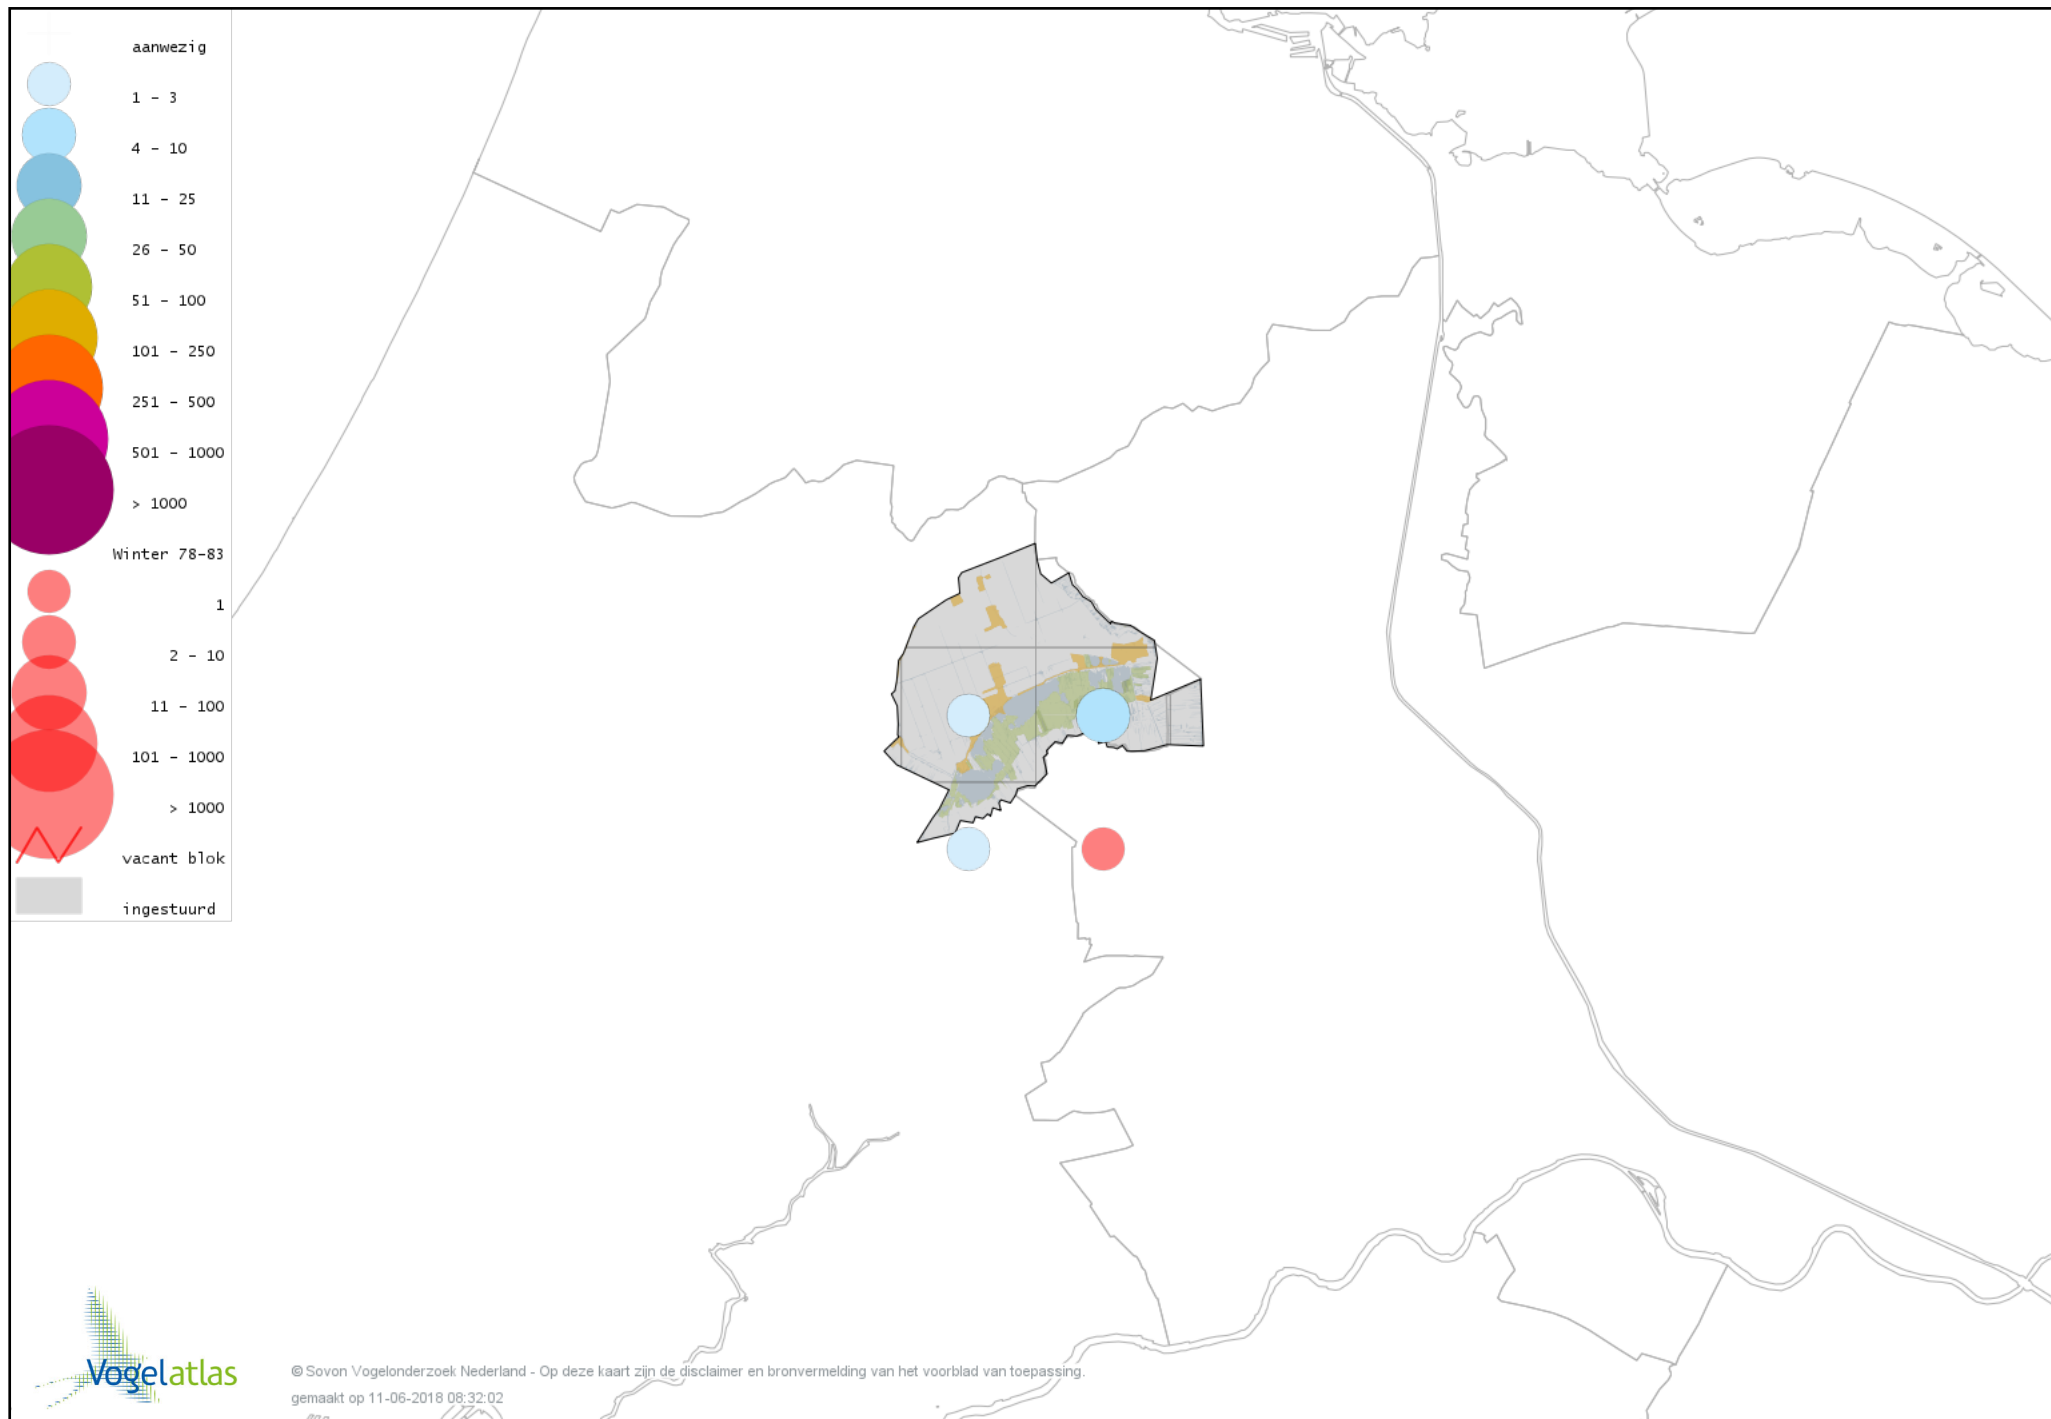 aanwezig
1 - 3
4 - 10
11 - 25
26 - 50
51 - 100
101 - 250
251 - 500
501 - 1000
> 1000
Winter 78-83
1
2 - 10
11 - 100
101 - 1000
> 1000
vacant blok
ingestuurd
Vogelatlas
© Sovon Vogelonderzoek Nederland - Op deze kaart zijn de disclaimer en bronvermelding van het voorblad van toepassing.
gemaakt op 11-06-2018 08:32:02